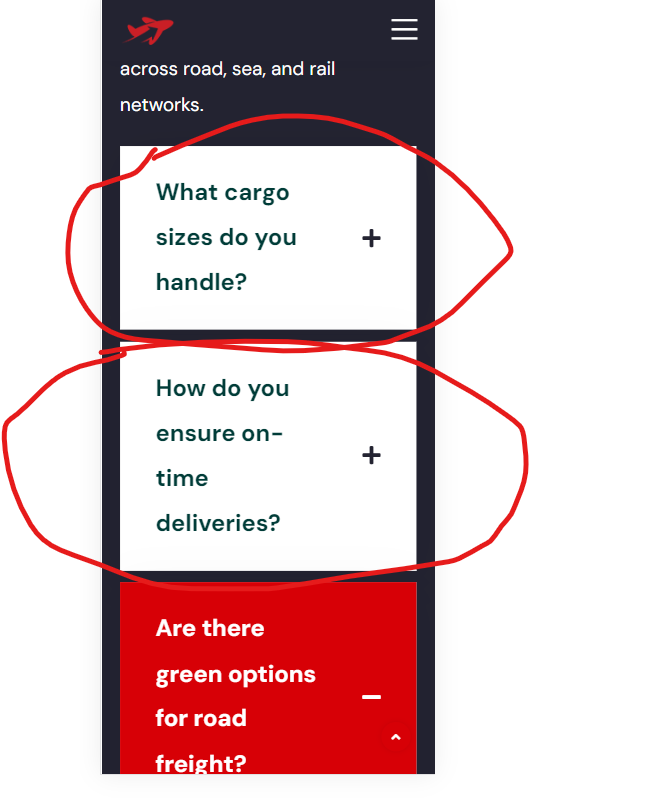 across road, sea, and rail
networks.
What cargo
sizes do you
handle?
How do you
ensure on-
time
deliveries?
Are there
green options
for road
freight?